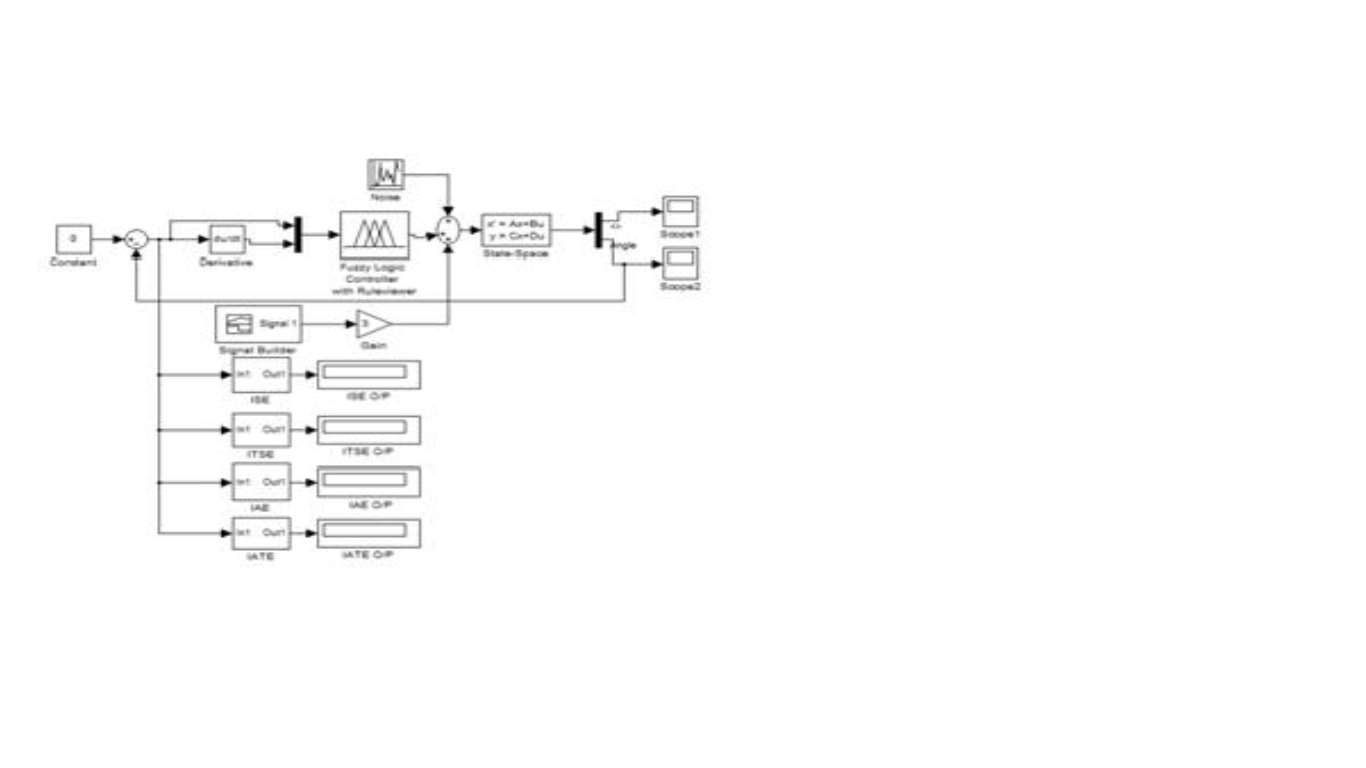 Noise
0
Constant
du/dt
Derivative
Fuzzy Logic
Controller
with Ruleviewer
x' = Ax+Bu
y = Cx+Du
State-Space
Angle
Scope1
Scope2
Signal 1
Signal Builder
3
Gain
In1 Out1
ISE
ISE O/P
In1 Out1
ITSE
ITSE O/P
In1 Out1
IAE
IAE O/P
In1 Out1
IATE
IATE O/P